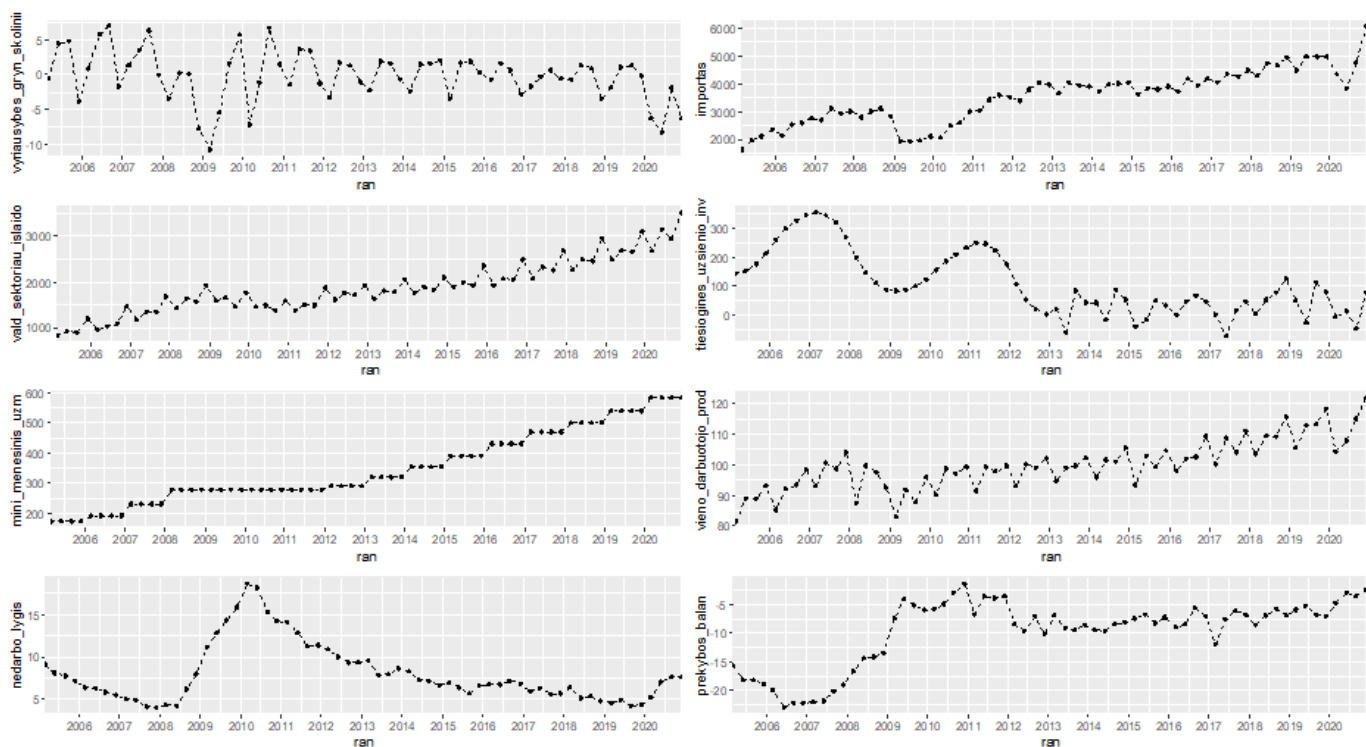 vyriausybes_gryn_skolinii
5
0
-5
-10
2006 2007 2008 2009 2010 2011 2012 2013 2014 2015 2016 2017 2018 2019 2020
ran
importas
6000
5000
4000
3000
2000
2006 2007 2008 2009 2010 2011 2012 2013 2014 2015 2016 2017 2018 2019 2020
ran
vald_sektoriau_islaido
3000
2000
1000
2006 2007 2008 2009 2010 2011 2012 2013 2014 2015 2016 2017 2018 2019 2020
ran
tiesiogines_uzsienio_inv
300
200
100
0
2006 2007 2008 2009 2010 2011 2012 2013 2014 2015 2016 2017 2018 2019 2020
ran
mini_menesinis_uzm
600
500
400
300
200
2006 2007 2008 2009 2010 2011 2012 2013 2014 2015 2016 2017 2018 2019 2020
ran
vieno_darbuotojo_prod
120
110
100
90
80
2006 2007 2008 2009 2010 2011 2012 2013 2014 2015 2016 2017 2018 2019 2020
ran
nedarbo_lygis
15
10
5
2006 2007 2008 2009 2010 2011 2012 2013 2014 2015 2016 2017 2018 2019 2020
ran
prekybos_balan
-5
-10
-15
-20
2006 2007 2008 2009 2010 2011 2012 2013 2014 2015 2016 2017 2018 2019 2020
ran